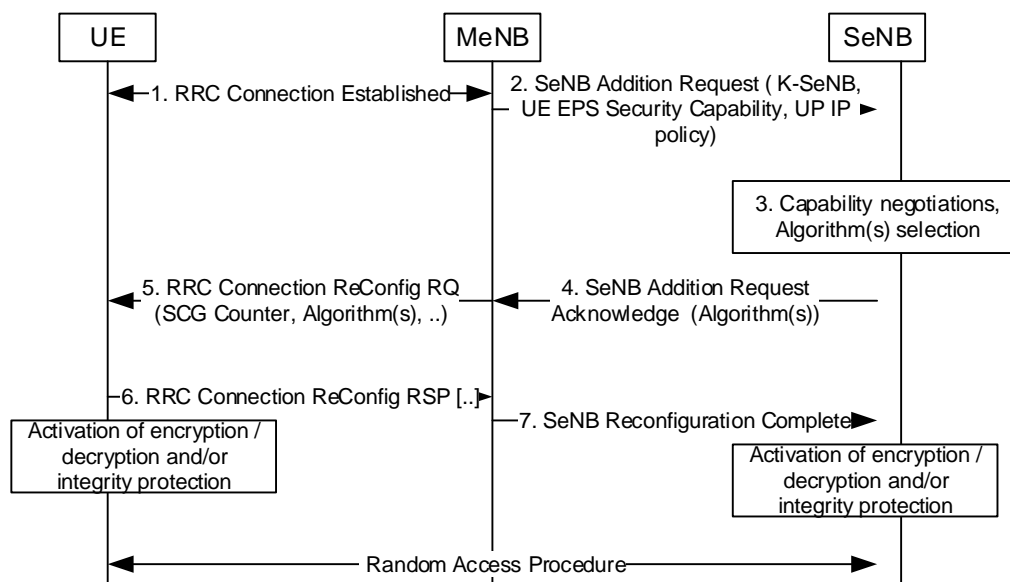 UE
MeNB
SeNB
1. RRC Connection Established
2. SeNB Addition Request ( K-SeNB,
UE EPS Security Capability, UP IP
policy)
3. Capability negotiations,
Algorithm(s) selection
5. RRC Connection ReConfig RQ
(SCG Counter, Algorithm(s), ..)
4. SeNB Addition Request
Acknowledge (Algorithm(s))
6. RRC Connection ReConfig RSP [..]
7. SeNB Reconfiguration Complete
Activation of encryption /
decryption and/or
integrity protection
Activation of encryption /
decryption and/or
integrity protection
Random Access Procedure